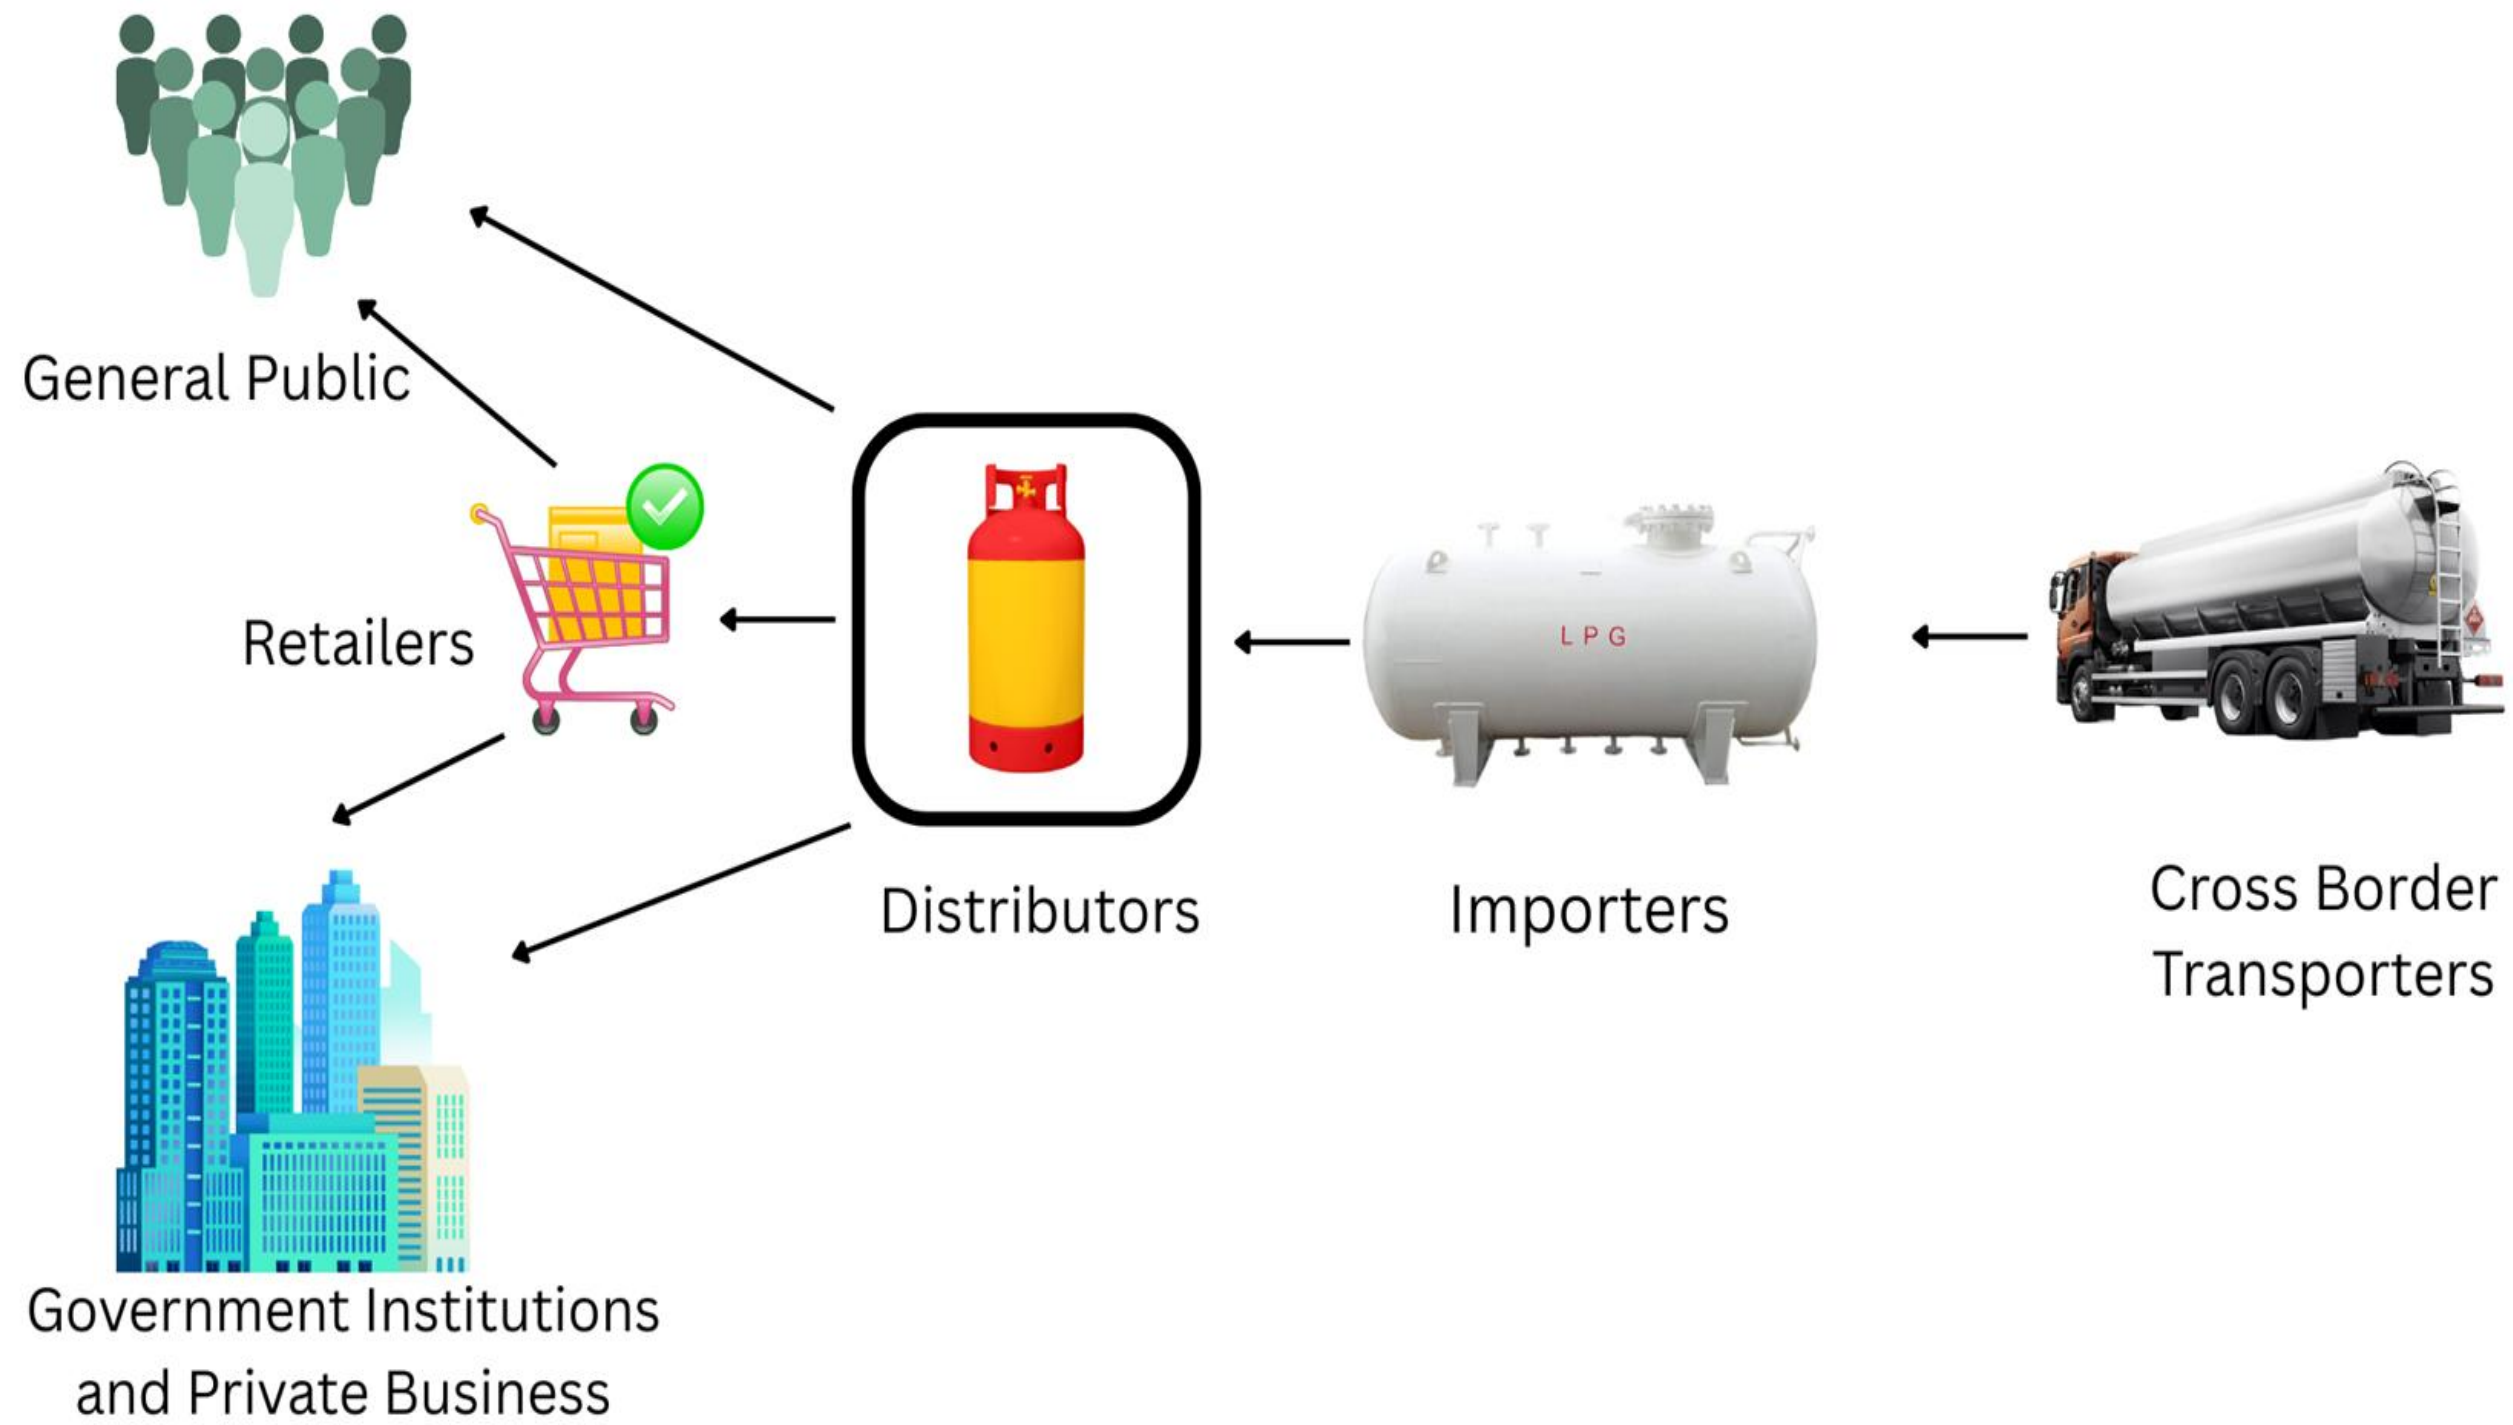 General Public
Retailers
LPG
Distributors
Importers
Cross Border
Transporters
Government Institutions
and Private Business